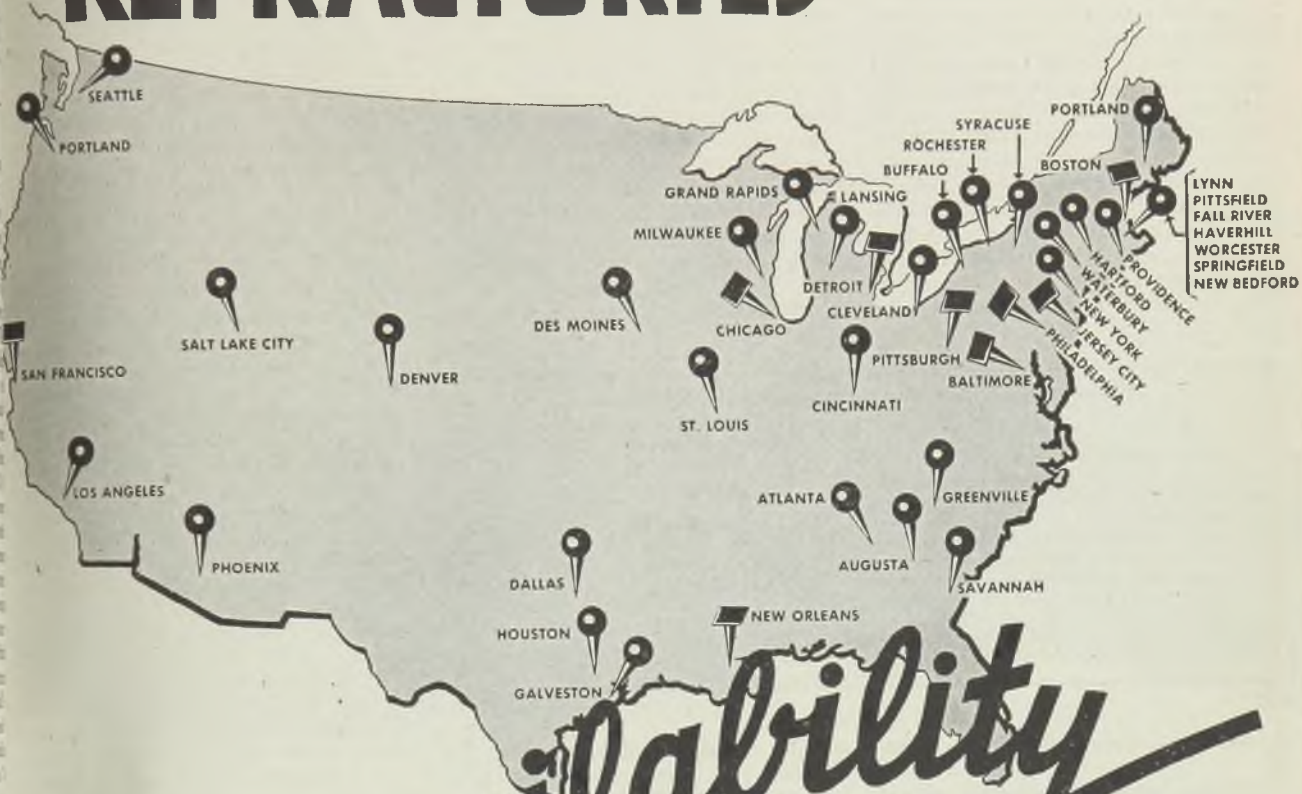 REFRACTORIES
SEATTLE
PORTLAND
SYRACUSE
PORTLAND
ROCHESTER
BOSTON
BUFFALO
GRAND RAPIDS
LANSING
LYNN
PITTSFIELD
FALL RIVER
HAVERHILL
WORCESTER
SPRINGFIELD
NEW BEDFORD
MILWAUKEE
DETROIT
CLEVELAND
PROVIDENCE
HARTFORD
WATERBURY
NEW YORK
JERSEY CITY
PHILADELPHIA
DES MOINES
CHICAGO
SALT LAKE CITY
PITTSBURGH
BALTIMORE
SAN FRANCISCO
DENVER
CINCINNATI
ST. LOUIS
LOS ANGELES
ATLANTA
GREENVILLE
PHOENIX
AUGUSTA
DALLAS
SAVANNAH
NEW ORLEANS
HOUSTON
GALVESTON
ilability